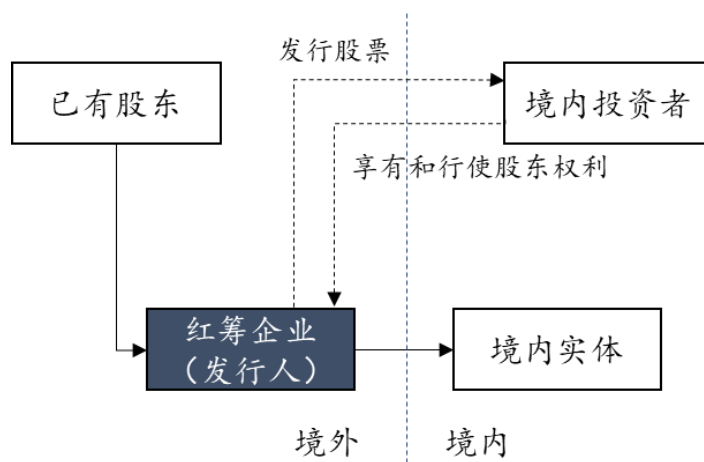 发行股票
已有股东
境内投资者
享有和行使股东权利
红筹企业
（发行人）
境内实体
境外
境内